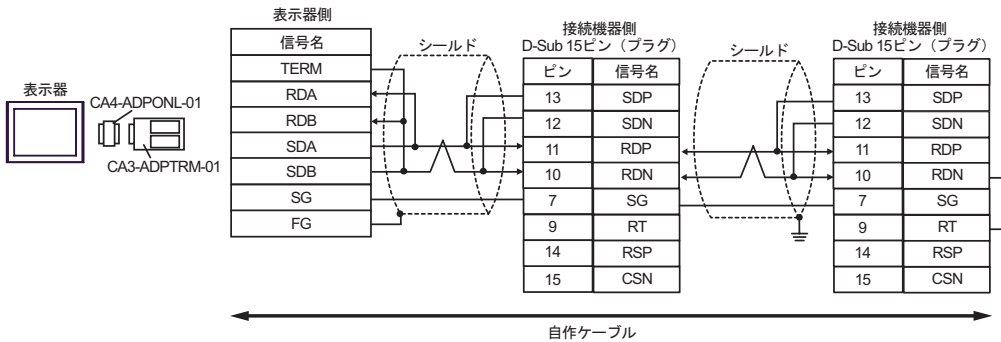 表示器
CA4-ADPONL-01
CA3-ADPTRM-01
表示器側
信号名
TERM
RDA
RDB
SDA
SDB
SG
FG
シールド
接続機器側
D-Sub 15ピン（プラグ）
ピン 信号名
13 SDP
12 SDN
11 RDP
10 RDN
7 SG
9 RT
14 RSP
15 CSN
シールド
接続機器側
D-Sub 15ピン（プラグ）
ピン 信号名
13 SDP
12 SDN
11 RDP
10 RDN
7 SG
9 RT
14 RSP
15 CSN
自作ケーブル